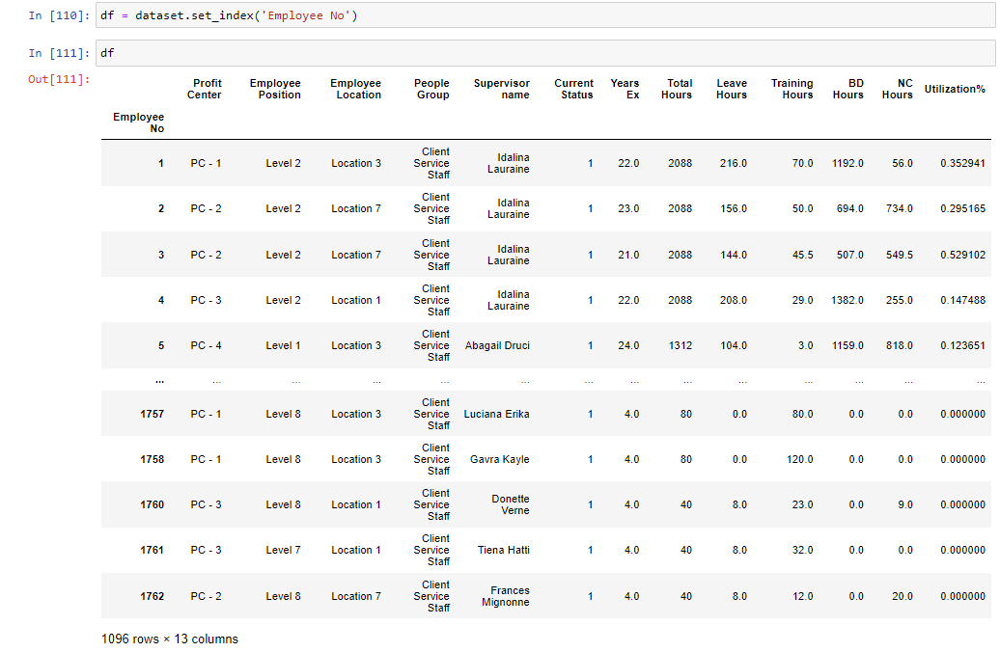 In [110]: df = dataset.set_index('Employee No')
In [111]: df
Out[111]:
Profit Center Employee Position Employee Location People Group Supervisor name Current Status Years Ex Total Hours Leave Hours Training Hours BD Hours NC Hours Utilization%
Employee No
1 PC - 1 Level 2 Location 3 Client Service Staff Idalina Lauraine 1 22.0 2088 216.0 70.0 1192.0 56.0 0.352941
2 PC - 2 Level 2 Location 7 Client Service Staff Idalina Lauraine 1 23.0 2088 156.0 50.0 694.0 734.0 0.295165
3 PC - 2 Level 2 Location 7 Client Service Staff Idalina Lauraine 1 21.0 2088 144.0 45.5 507.0 549.5 0.529102
4 PC - 3 Level 2 Location 1 Client Service Staff Idalina Lauraine 1 22.0 2088 208.0 29.0 1382.0 255.0 0.147488
5 PC - 4 Level 1 Location 3 Client Service Staff Abagail Druci 1 24.0 1312 104.0 3.0 1159.0 818.0 0.123651
... ... ... ... ... ... ... ... ... ... ... ... ... ...
1757 PC - 1 Level 8 Location 3 Client Service Staff Luciana Erika 1 4.0 80 0.0 80.0 0.0 0.0 0.000000
1758 PC - 1 Level 8 Location 3 Client Service Staff Gavra Kayle 1 4.0 80 0.0 120.0 0.0 0.0 0.000000
1760 PC - 3 Level 8 Location 1 Client Service Staff Donette Verne 1 4.0 40 8.0 23.0 0.0 9.0 0.000000
1761 PC - 3 Level 7 Location 1 Client Service Staff Tiena Hatti 1 4.0 40 8.0 32.0 0.0 0.0 0.000000
1762 PC - 2 Level 8 Location 7 Client Service Staff Frances Mignonne 1 4.0 40 8.0 12.0 0.0 20.0 0.000000
1096 rows × 13 columns